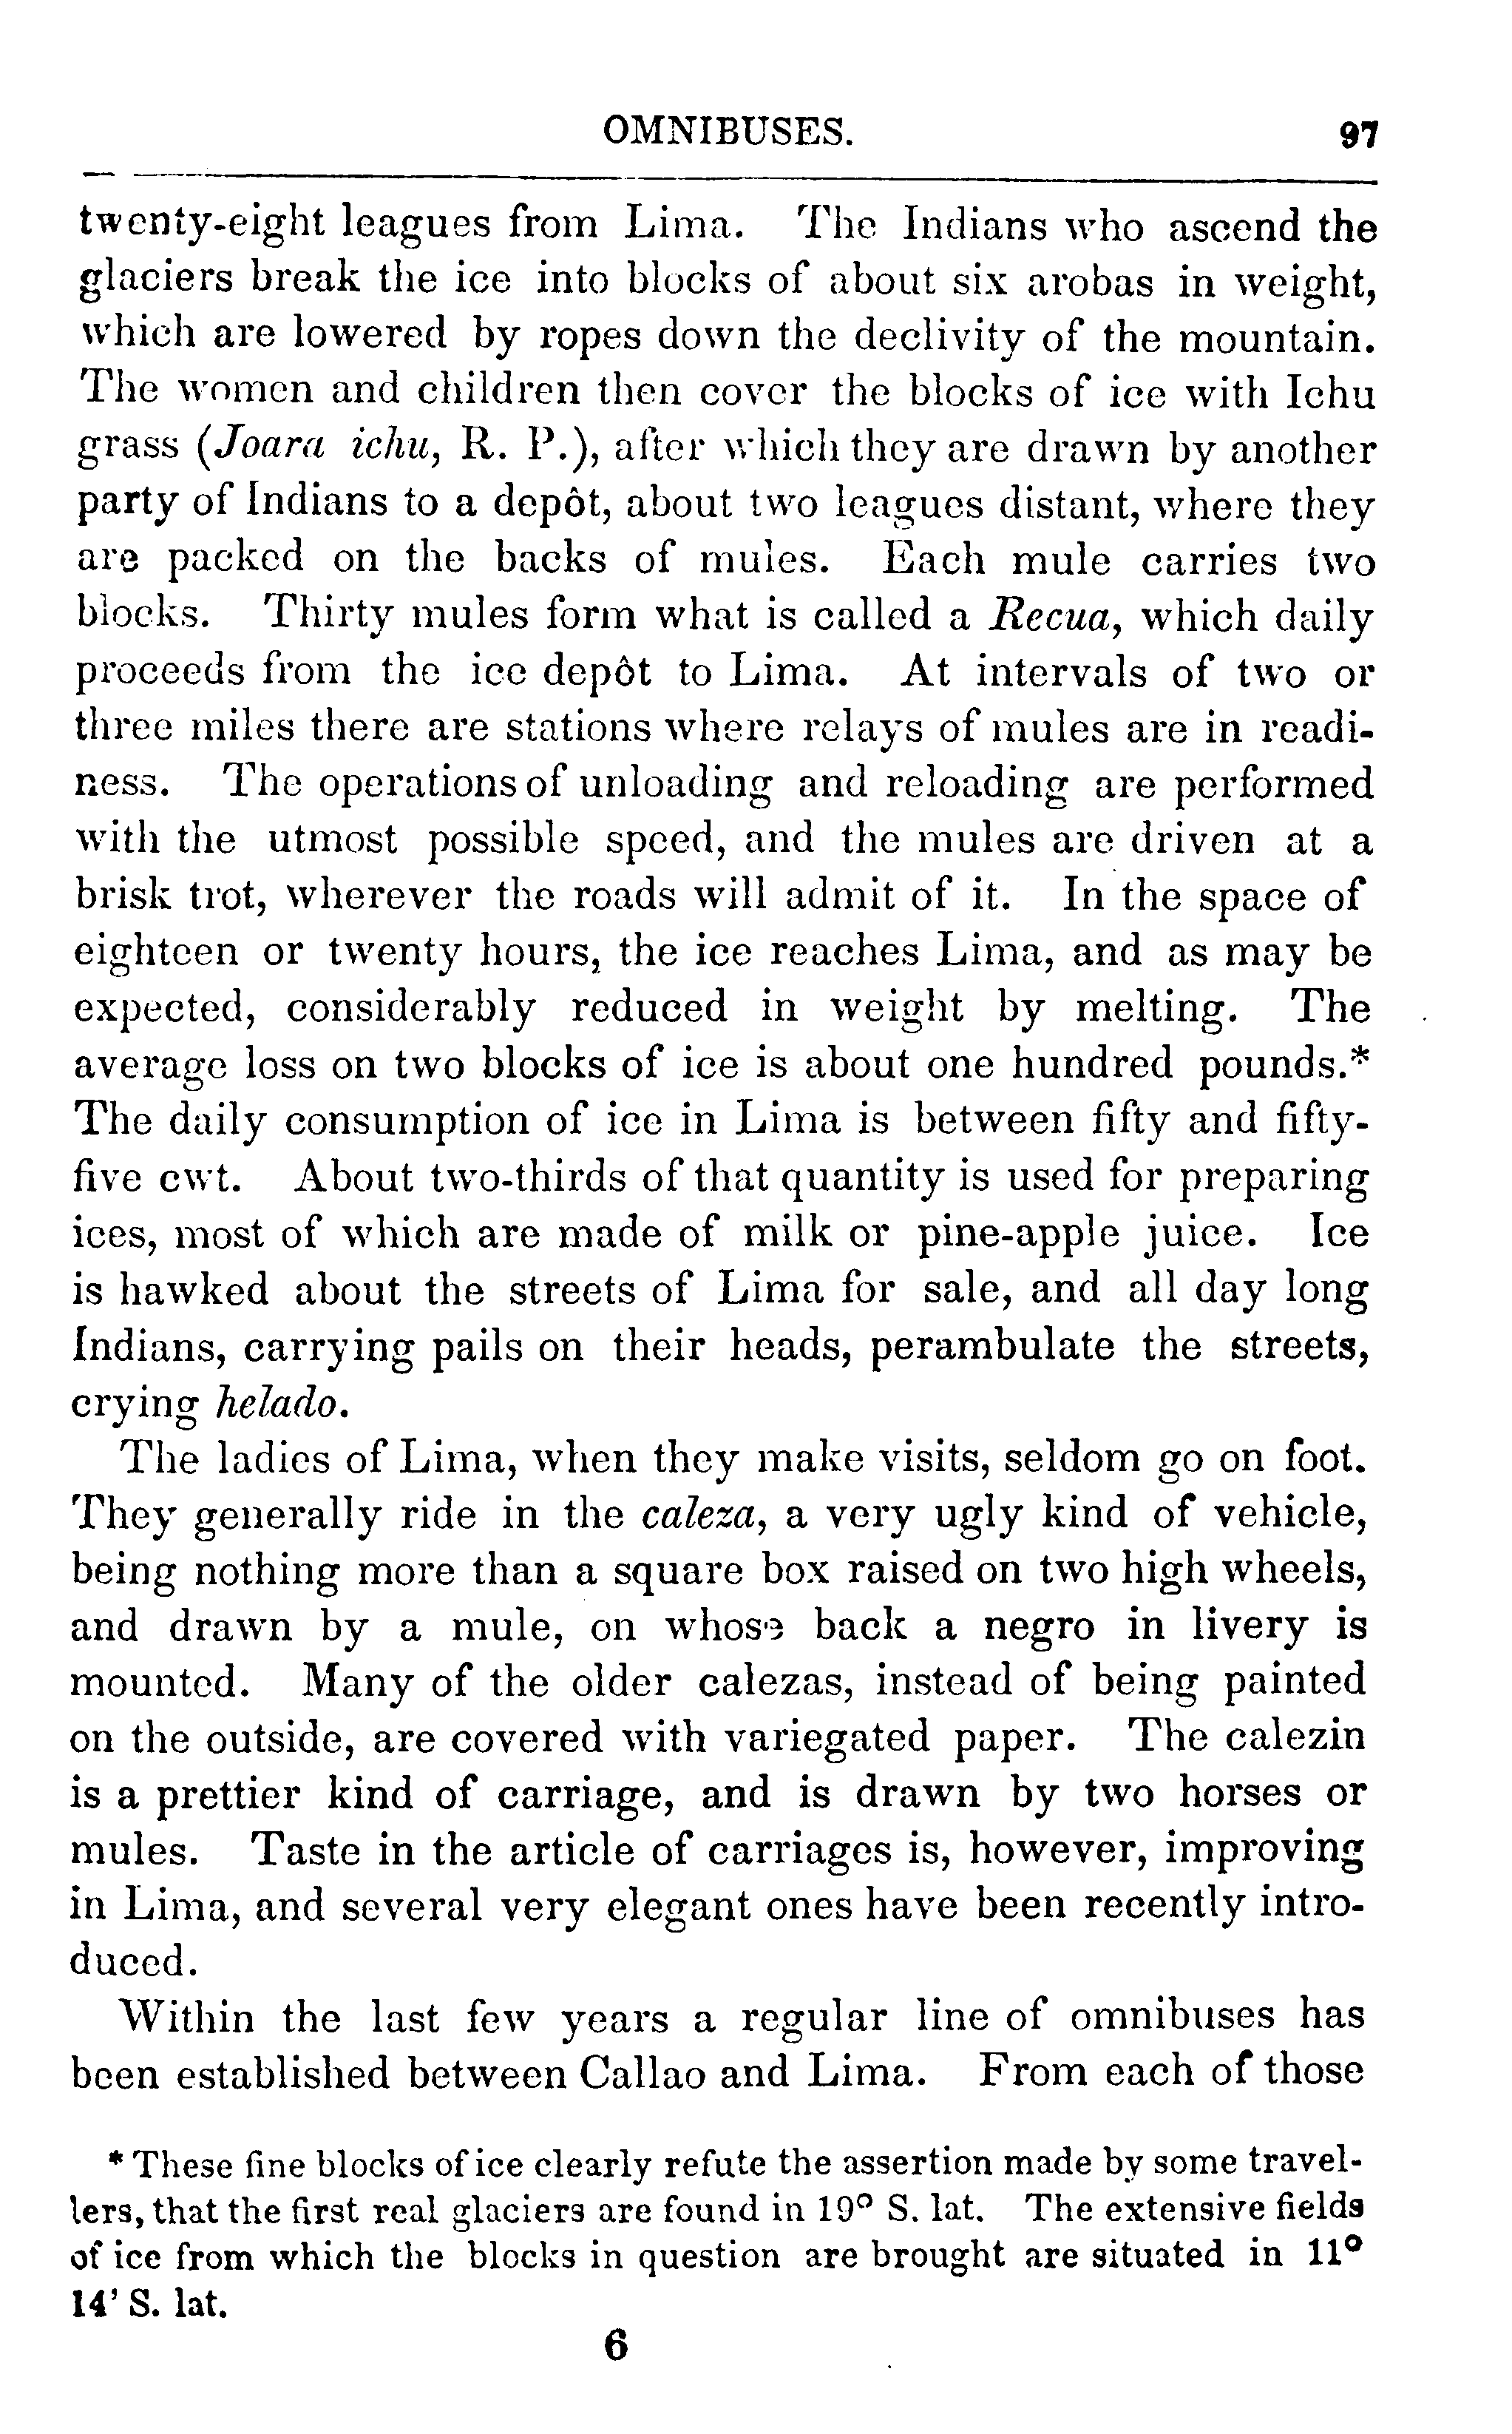 OMNIBUSES. 97
twenty-eight leagues from Lima. The Indians who ascend the
glaciers break the ice into blocks of about six arobas in weight,
which are lowered by ropes down the declivity of the mountain.
The women and children then cover the blocks of ice with Ichu
grass (Joara ichu, R. P.), after which they are drawn by another
party of Indians to a depôt, about two leagues distant, where they
are packed on the backs of mules. Each mule carries two
blocks. Thirty mules form what is called a Recua, which daily
proceeds from the ice depôt to Lima. At intervals of two or
three miles there are stations where relays of mules are in readi-
ness. The operations of unloading and reloading are performed
with the utmost possible speed, and the mules are driven at a
brisk trot, wherever the roads will admit of it. In the space of
eighteen or twenty hours, the ice reaches Lima, and as may be
expected, considerably reduced in weight by melting. The
average loss on two blocks of ice is about one hundred pounds.*
The daily consumption of ice in Lima is between fifty and fifty-
five cwt. About two-thirds of that quantity is used for preparing
ices, most of which are made of milk or pine-apple juice. Ice
is hawked about the streets of Lima for sale, and all day long
Indians, carrying pails on their heads, perambulate the streets,
crying helado.
The ladies of Lima, when they make visits, seldom go on foot.
They generally ride in the caleza, a very ugly kind of vehicle,
being nothing more than a square box raised on two high wheels,
and drawn by a mule, on whose back a negro in livery is
mounted. Many of the older calezas, instead of being painted
on the outside, are covered with variegated paper. The calezin
is a prettier kind of carriage, and is drawn by two horses or
mules. Taste in the article of carriages is, however, improving
in Lima, and several very elegant ones have been recently intro-
duced.
Within the last few years a regular line of omnibuses has
been established between Callao and Lima. From each of those
* These fine blocks of ice clearly refute the assertion made by some travel-
lers, that the first real glaciers are found in 19° S. lat. The extensive fields
of ice from which the blocks in question are brought are situated in 11°
14' S. lat.
6